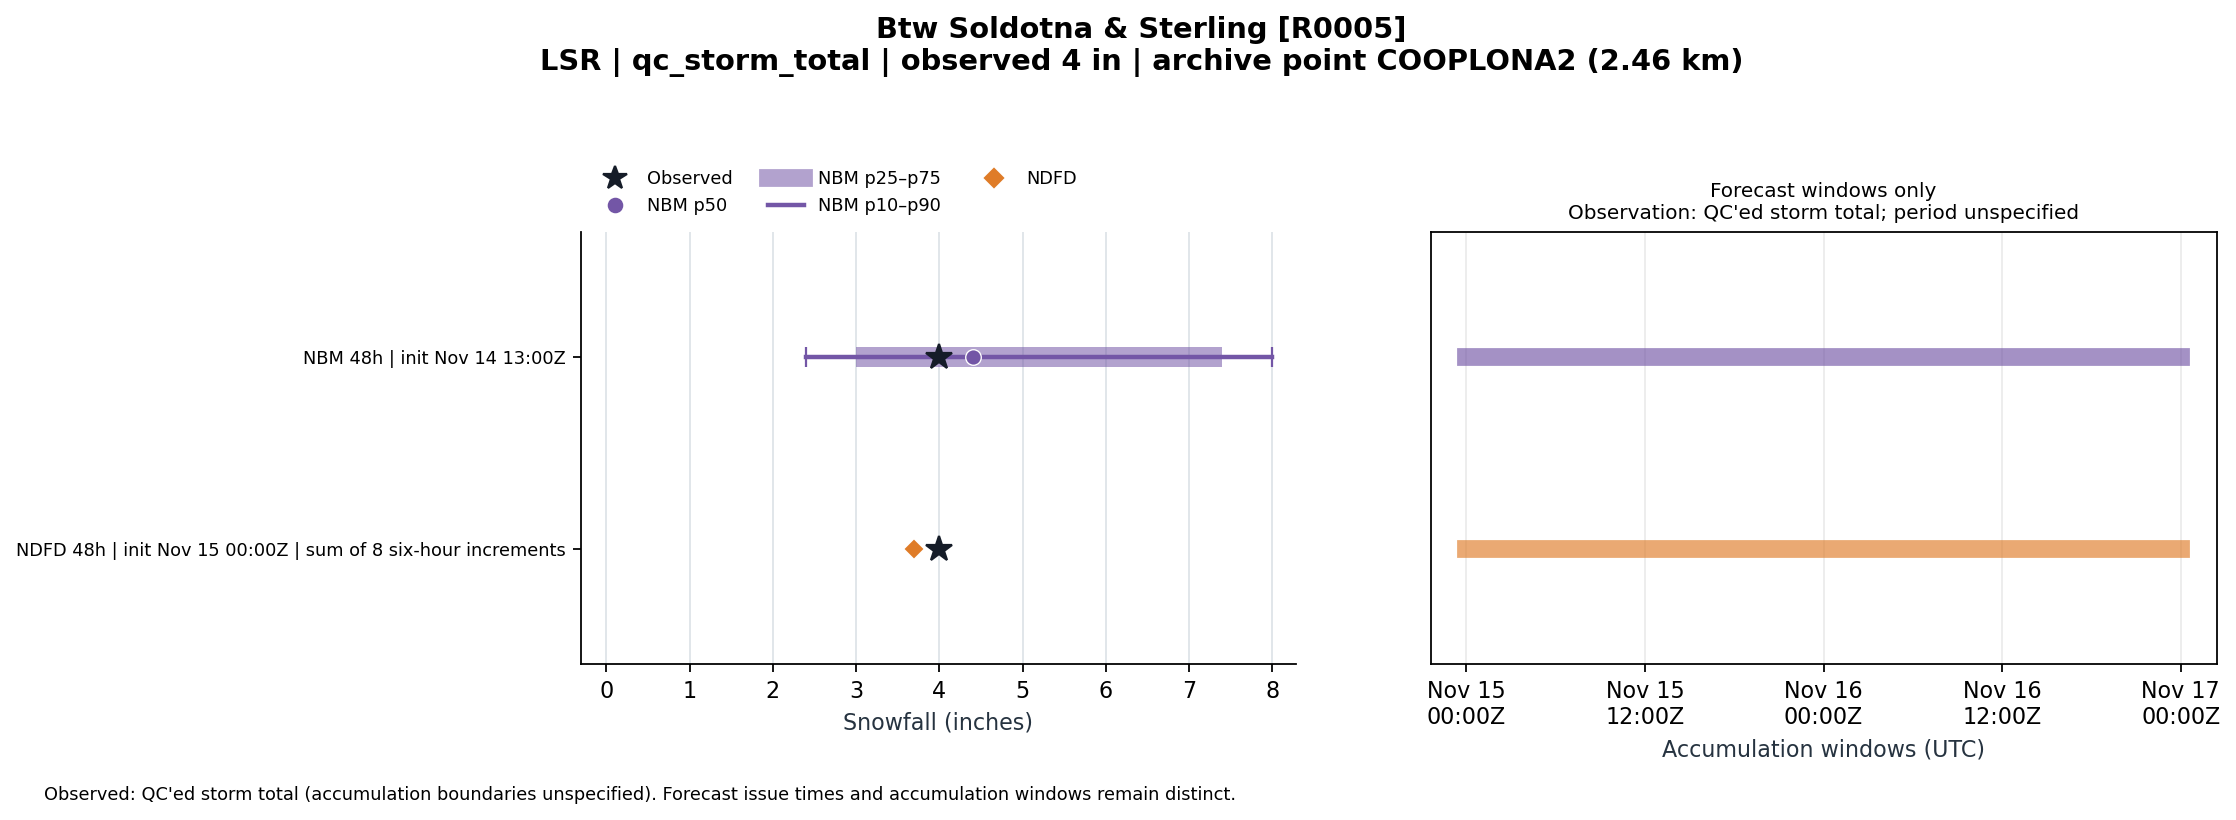 Btw Soldotna & Sterling [R0005]
LSR | qc_storm_total | observed 4 in | archive point COOPLONA2 (2.46 km)
Observed
NBM p50
NBM p25–p75
NBM p10–p90
NDFD
NBM 48h | init Nov 14 13:00Z
NDFD 48h | init Nov 15 00:00Z | sum of 8 six-hour increments
0 1 2 3 4 5 6 7 8
Snowfall (inches)
Forecast windows only
Observation: QC'ed storm total; period unspecified
Nov 15 Nov 15 Nov 16 Nov 16 Nov 17
00:00Z 12:00Z 00:00Z 12:00Z 00:00Z
Accumulation windows (UTC)
Observed: QC'ed storm total (accumulation boundaries unspecified). Forecast issue times and accumulation windows remain distinct.